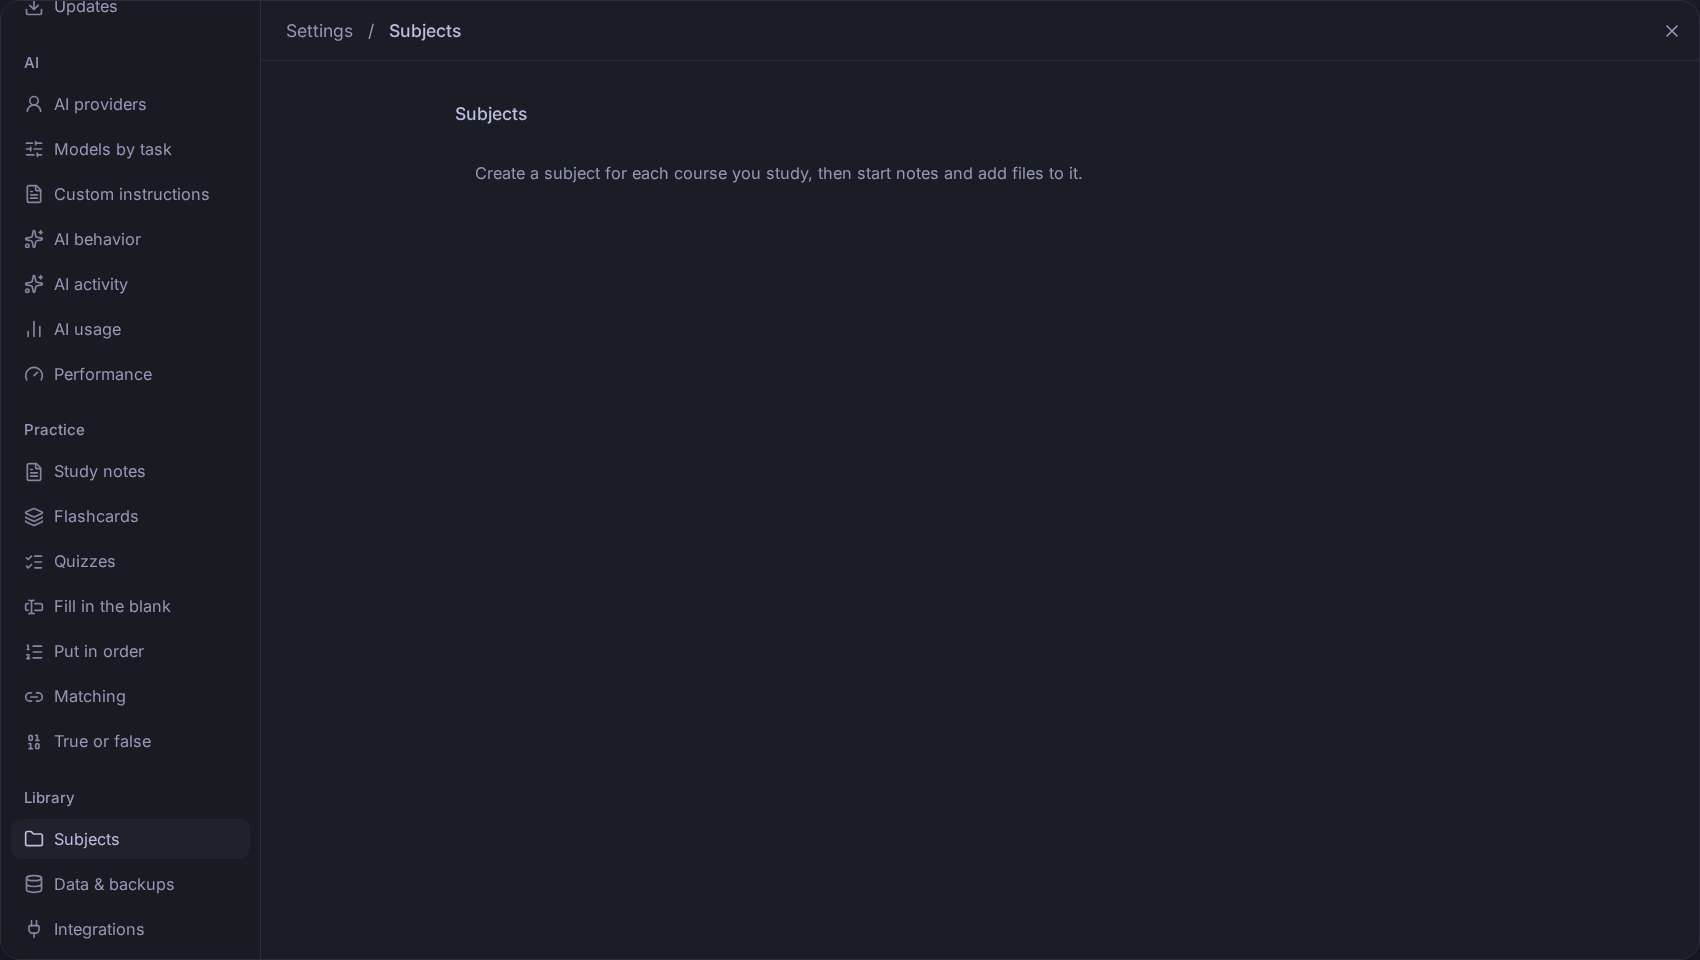 Updates
AI
AI providers
Models by task
Custom instructions
AI behavior
AI activity
AI usage
Performance
Practice
Study notes
Flashcards
Quizzes
Fill in the blank
Put in order
Matching
True or false
Library
Subjects
Data & backups
Integrations
Settings / Subjects
Subjects
Create a subject for each course you study, then start notes and add files to it.